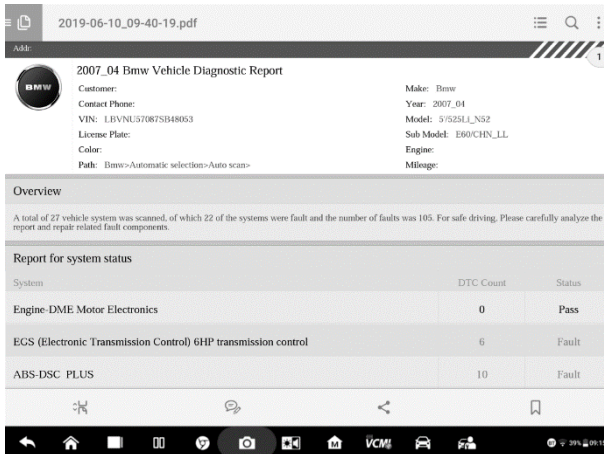 2019-06-10_09-40-19.pdf
Addr:
1
BMW
2007_04 Bmw Vehicle Diagnostic Report
Customer:
Contact Phone:
VIN: LBVNU57087SB48053
License Plate:
Color:
Path: Bmw>Automatic selection>Auto scan>
Make: Bmw
Year: 2007_04
Model: 5'/525Li_N52
Sub Model: E60/CHN_LL
Engine:
Mileage:
Overview
A total of 27 vehicle system was scanned, of which 22 of the systems were fault and the number of faults was 105. For safe driving, Please carefully analyze the
report and repair related fault components.
Report for system status
System DTC Count Status
Engine-DME Motor Electronics 0 Pass
EGS (Electronic Transmission Control) 6HP transmission control 6 Fault
ABS-DSC PLUS 10 Fault
M VCMI 39% 09:15